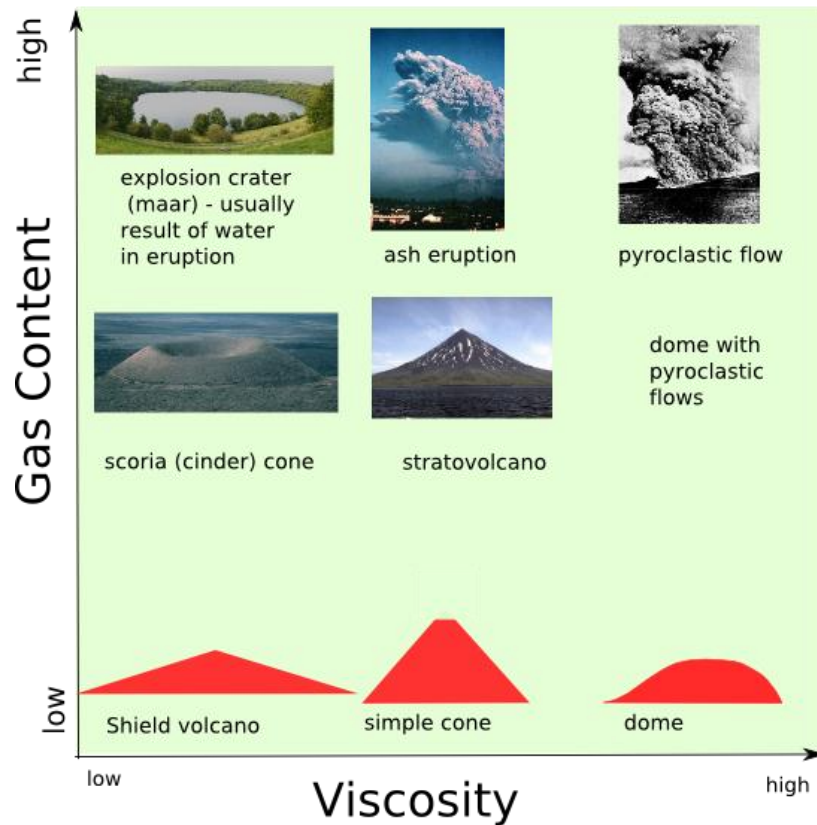 high
explosion crater
(maar) - usually
result of water
in eruption
ash eruption
pyroclastic flow
Gas Content
dome with
pyroclastic
flows
scoria (cinder) cone
stratovolcano
low
Shield volcano
simple cone
dome
low
high
Viscosity